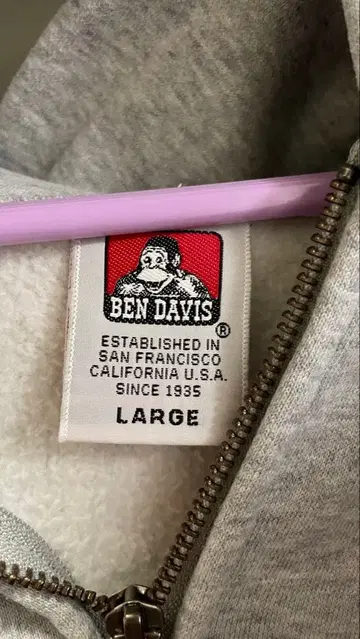 BEN DAVIS
®
ESTABLISHED IN
SAN FRANCISCO
CALIFORNIA U.S.A.
SINCE 1935
LARGE